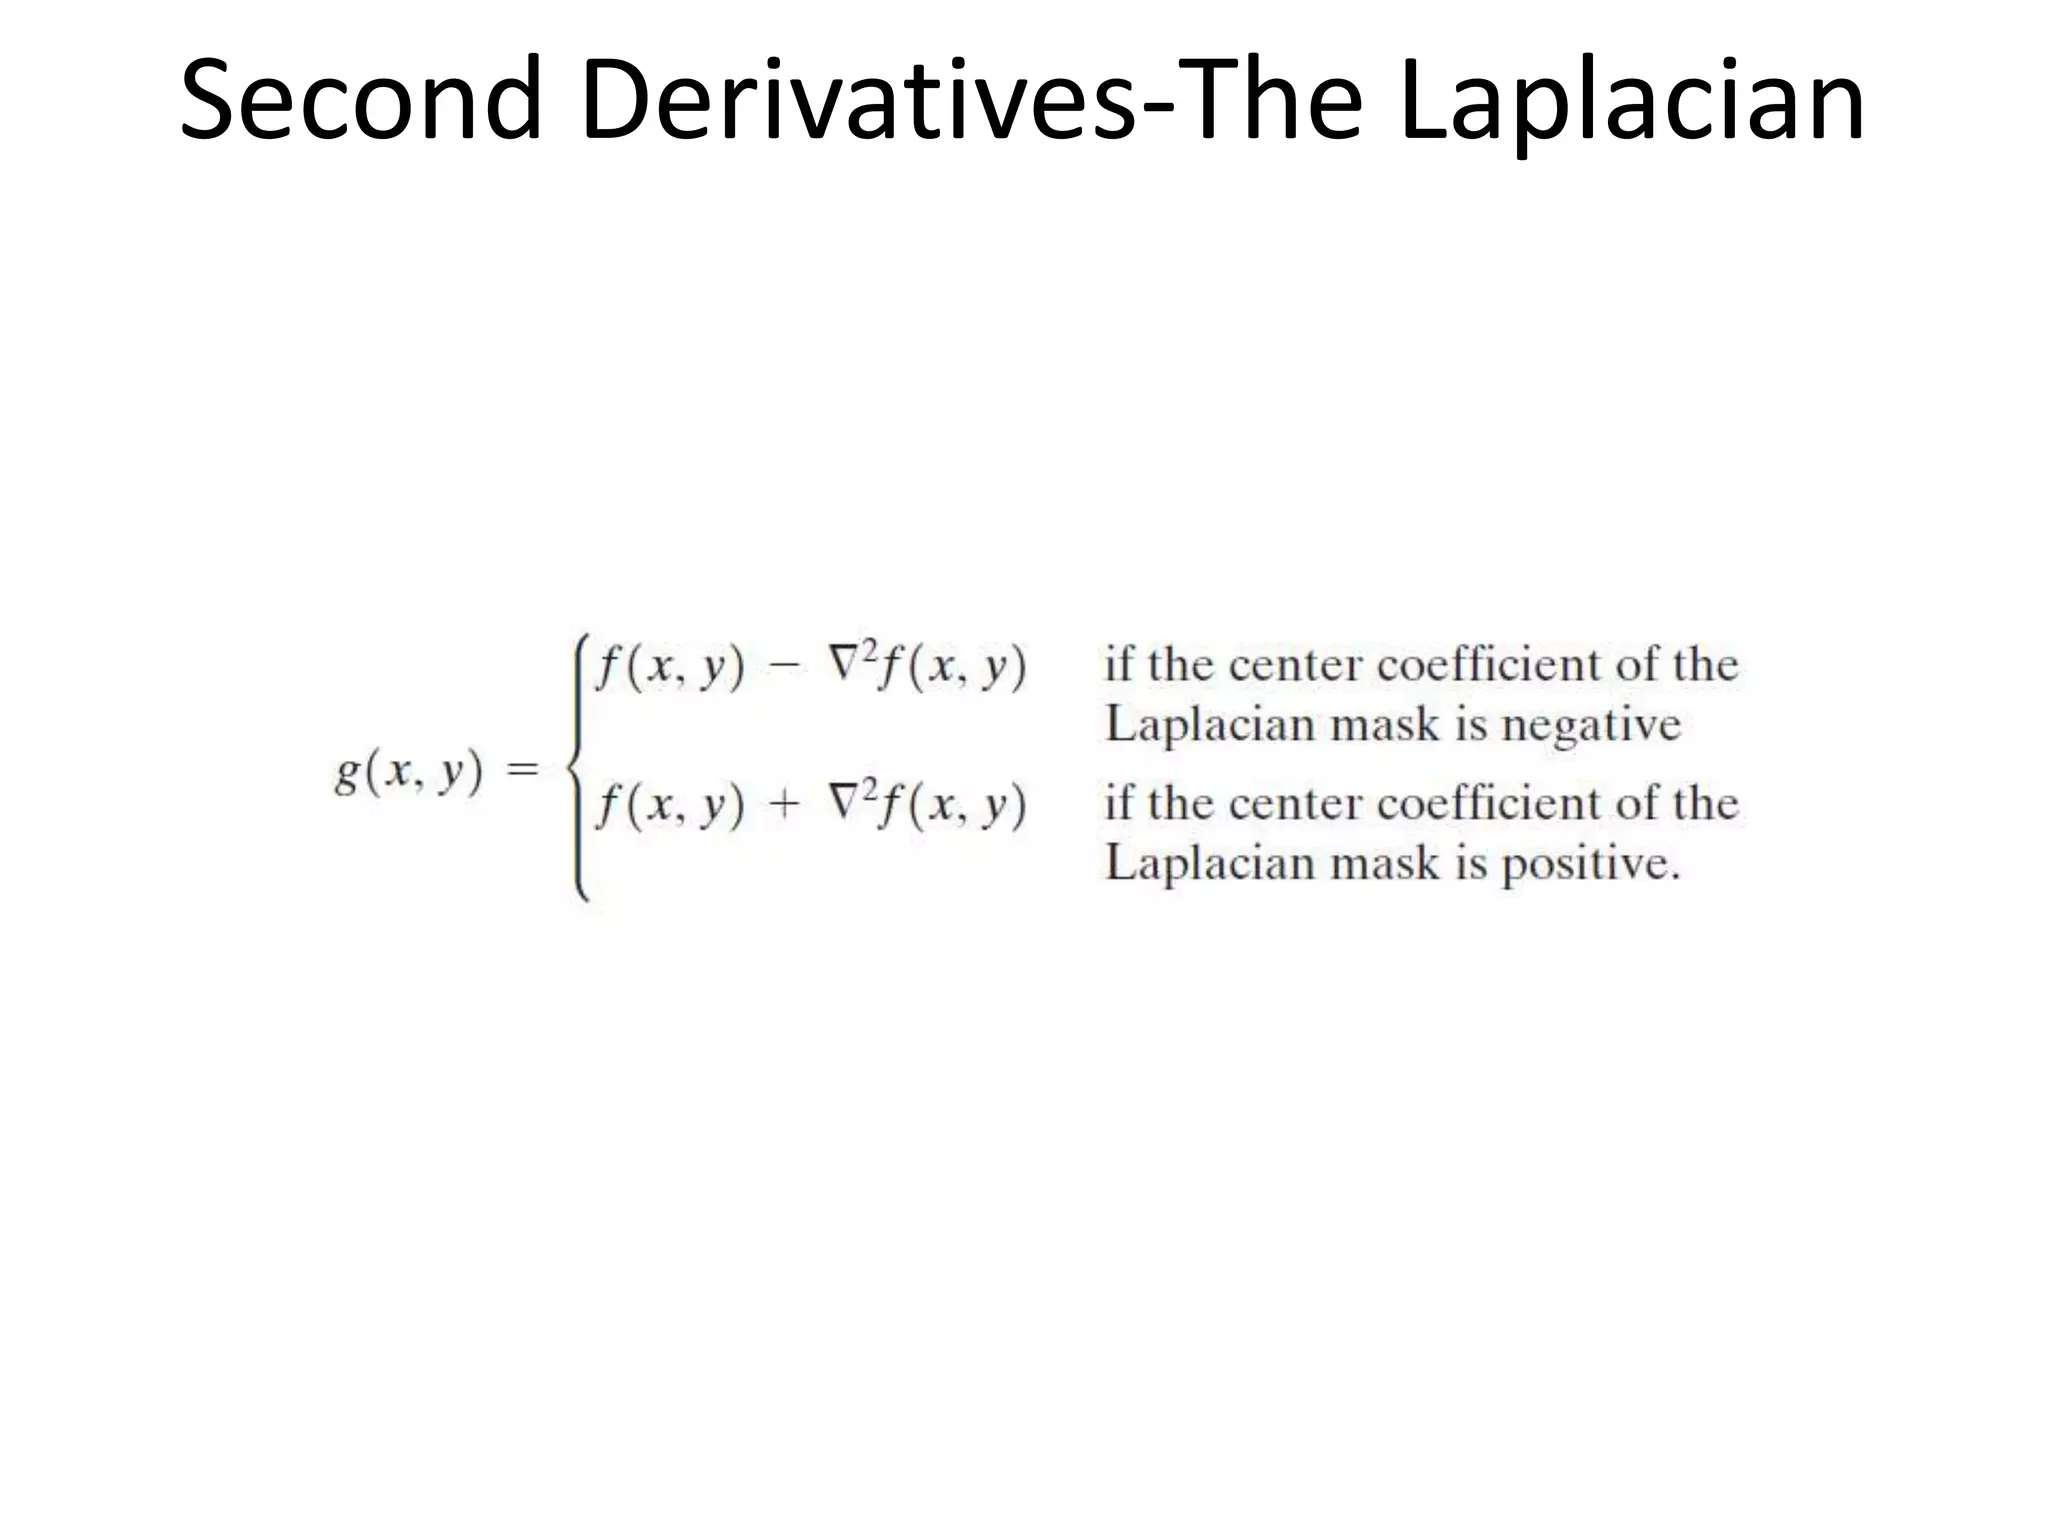 Second Derivatives-The Laplacian
f(x, y) − ∇²f(x, y) if the center coefficient of the
Laplacian mask is negative
g(x, y) =
f(x, y) + ∇²f(x, y) if the center coefficient of the
Laplacian mask is positive.